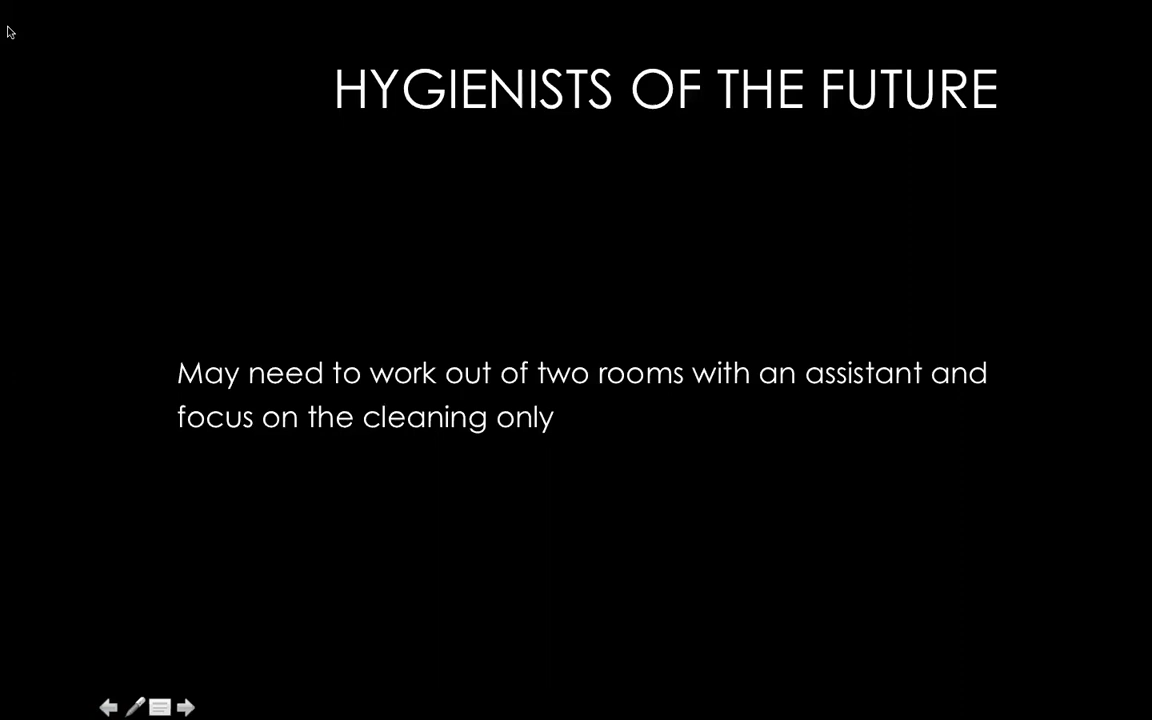 HYGIENISTS OF THE FUTURE
May need to work out of two rooms with an assistant and
focus on the cleaning only